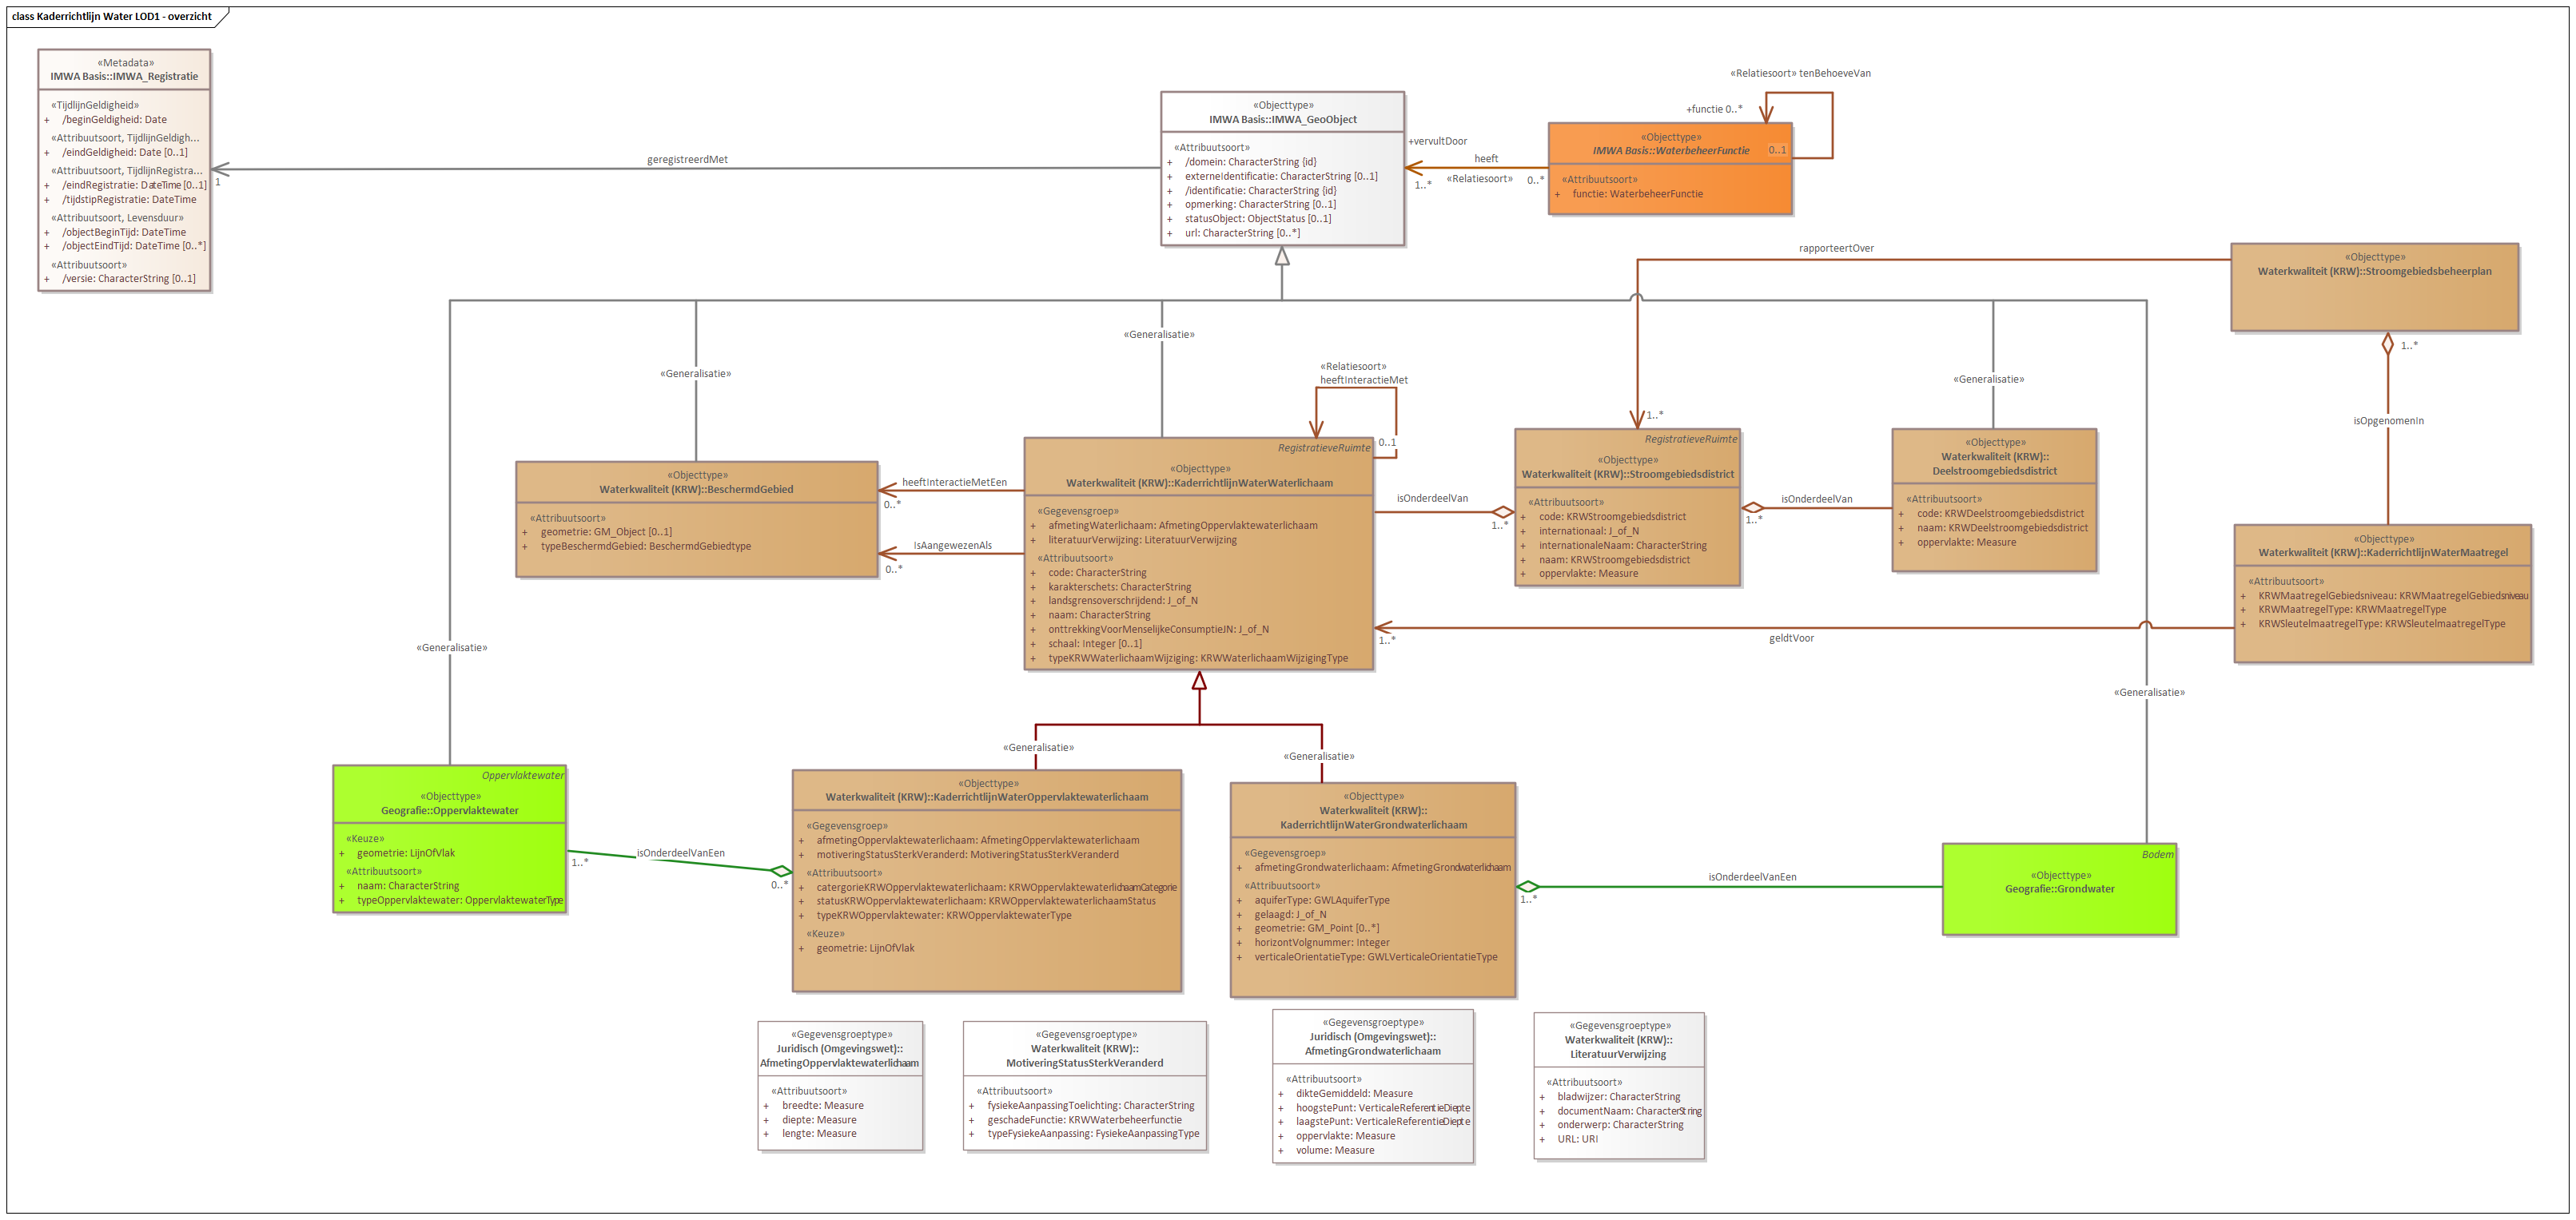 class Kaderrichtlijn Water LOD1 - overzicht
«Metadata»
IMWA Basis::IMWA_Registratie
«TijdlijnGeldigheid»
+ /beginGeldigheid: Date
«Attribuutsoort, TijdlijnGeldigh...
+ /eindGeldigheid: Date [0..1]
«Attribuutsoort, TijdlijnRegistra...
+ /eindRegistratie: DateTime [0..1]
+ /tijdstipRegistratie: DateTime
«Attribuutsoort, Levensduur»
+ /objectBeginTijd: DateTime
+ /objectEindTijd: DateTime [0..*]
«Attribuutsoort»
+ /versie: CharacterString [0..1]
geregistreerdMet
1
«Objecttype»
IMWA Basis::IMWA_GeoObject
«Attribuutsoort»
+ /domein: CharacterString {id}
+ externeIdentificatie: CharacterString [0..1]
+ /identificatie: CharacterString {id}
+ opmerking: CharacterString [0..1]
+ statusObject: ObjectStatus [0..1]
+ url: CharacterString [0..*]
+vervultDoor
heeft
1..*
«Relatiesoort»
0..*
«Relatiesoort» tenBehoeveVan
+functie 0..*
«Objecttype»
IMWA Basis::WaterbeheerFunctie
0..1
«Attribuutsoort»
+ functie: WaterbeheerFunctie
rapporteertOver
1..*
«Objecttype»
Waterkwaliteit (KRW)::Stroomgebiedsbeheerplan
1..*
isOpgenomenIn
«Generalisatie»
«Generalisatie»
«Generalisatie»
«Generalisatie»
«Generalisatie»
«Relatiesoort»
heeftInteractieMet
0..1
«Objecttype»
Waterkwaliteit (KRW)::BeschermdGebied
«Attribuutsoort»
+ geometrie: GM_Object [0..1]
+ typeBeschermdGebied: BeschermdGebiedtype
heeftInteractieMetEen
0..*
IsAangewezenAls
0..*
RegistratieveRuimte
«Objecttype»
Waterkwaliteit (KRW)::KaderrichtlijnWaterWaterlichaam
«Gegevensgroep»
+ afmetingWaterlichaam: AfmetingOppervlaktewaterlichaam
+ literatuurVerwijzing: LiteratuurVerwijzing
«Attribuutsoort»
+ code: CharacterString
+ karakterschets: CharacterString
+ landsgrensoverschrijdend: J_of_N
+ naam: CharacterString
+ onttrekkingVoorMenselijkeConsumptieJN: J_of_N
+ schaal: Integer [0..1]
+ typeKRWWaterlichaamWijziging: KRWWaterlichaamWijzigingType
isOnderdeelVan
1..*
RegistratieveRuimte
«Objecttype»
Waterkwaliteit (KRW)::Stroomgebiedsdistrict
«Attribuutsoort»
+ code: KRWStroomgebiedsdistrict
+ internationaal: J_of_N
+ internationaleNaam: CharacterString
+ naam: KRWStroomgebiedsdistrict
+ oppervlakte: Measure
isOnderdeelVan
1..*
«Objecttype»
Waterkwaliteit (KRW)::
Deelstroomgebiedsdistrict
«Attribuutsoort»
+ code: KRWDeelstroomgebiedsdistrict
+ naam: KRWDeelstroomgebiedsdistrict
+ oppervlakte: Measure
«Objecttype»
Waterkwaliteit (KRW)::KaderrichtlijnWaterMaatregel
«Attribuutsoort»
+ KRWMaatregelGebiedsniveau: KRWMaatregelGebiedsniveau
+ KRWMaatregelType: KRWMaatregelType
+ KRWSleutelmaatregelType: KRWSleutelmaatregelType
1..*
geldtVoor
«Generalisatie»
«Generalisatie»
Oppervlaktewater
«Objecttype»
Geografie::Oppervlaktewater
«Keuze»
+ geometrie: LijnOfVlak
«Attribuutsoort»
+ naam: CharacterString
+ typeOppervlaktewater: OppervlaktewaterType
1..*
isOnderdeelVanEen
0..*
«Objecttype»
Waterkwaliteit (KRW)::KaderrichtlijnWaterOppervlaktewaterlichaam
«Gegevensgroep»
+ afmetingOppervlaktewaterlichaam: AfmetingOppervlaktewaterlichaam
+ motiveringStatusSterkVeranderd: MotiveringStatusSterkVeranderd
«Attribuutsoort»
+ catergorieKRWOppervlaktewaterlichaam: KRWOppervlaktewaterlichaamCategorie
+ statusKRWOppervlaktewaterlichaam: KRWOppervlaktewaterlichaamStatus
+ typeKRWOppervlaktewater: KRWOppervlaktewaterType
«Keuze»
+ geometrie: LijnOfVlak
«Objecttype»
Waterkwaliteit (KRW)::
KaderrichtlijnWaterGrondwaterlichaam
«Gegevensgroep»
+ afmetingGrondwaterlichaam: AfmetingGrondwaterlichaam
«Attribuutsoort»
+ aquiferType: GWLAquiferType
+ gelaagd: J_of_N
+ geometrie: GM_Point [0..*]
+ horizontVolgnummer: Integer
+ verticaleOrientatieType: GWLVerticaleOrientatieType
isOnderdeelVanEen
1..*
Bodem
«Objecttype»
Geografie::Grondwater
«Gegevensgroeptype»
Juridisch (Omgevingswet)::
AfmetingOppervlaktewaterlichaam
«Attribuutsoort»
+ breedte: Measure
+ diepte: Measure
+ lengte: Measure
«Gegevensgroeptype»
Waterkwaliteit (KRW)::
MotiveringStatusSterkVeranderd
«Attribuutsoort»
+ fysiekeAanpassingToelichting: CharacterString
+ geschadeFunctie: KRWWaterbeheerfunctie
+ typeFysiekeAanpassing: FysiekeAanpassingType
«Gegevensgroeptype»
Juridisch (Omgevingswet)::
AfmetingGrondwaterlichaam
«Attribuutsoort»
+ dikteGemiddeld: Measure
+ hoogstePunt: VerticaleReferentieDiepte
+ laagstePunt: VerticaleReferentieDiepte
+ oppervlakte: Measure
+ volume: Measure
«Gegevensgroeptype»
Waterkwaliteit (KRW)::
LiteratuurVerwijzing
«Attribuutsoort»
+ bladwijzer: CharacterString
+ documentNaam: CharacterString
+ onderwerp: CharacterString
+ URL: URI